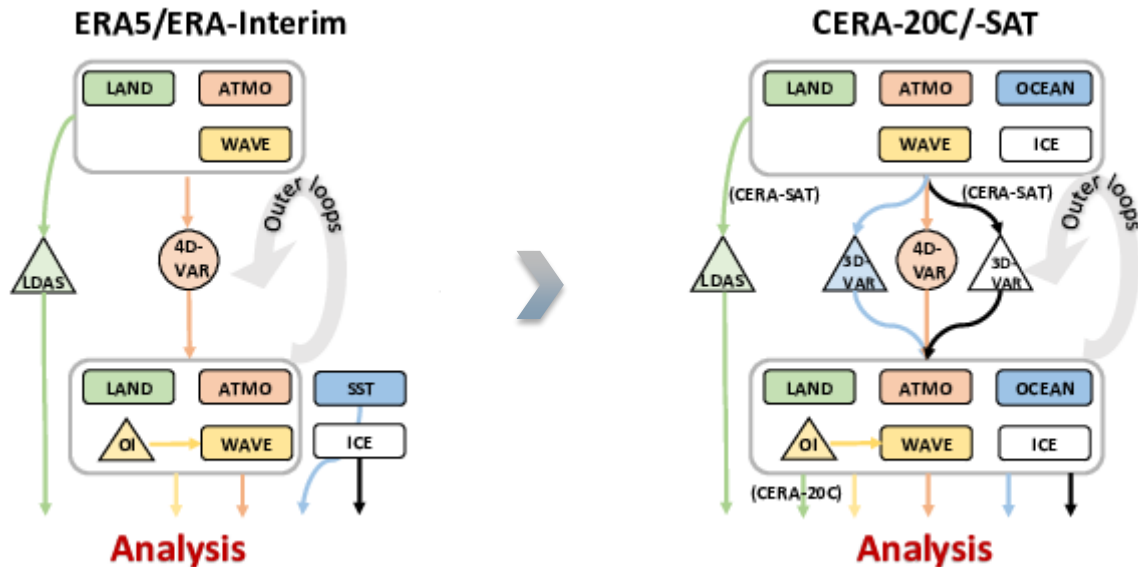 ERA5/ERA-Interim
LAND
ATMO
WAVE
Outer loops
4D-
VAR
LDAS
LAND
ATMO
SST
OI
WAVE
ICE
Analysis
CERA-20C/-SAT
LAND
ATMO
OCEAN
WAVE
ICE
(CERA-SAT)
(CERA-SAT)
Outer loops
LDAS
3D-
VAR
4D-
VAR
3D-
VAR
LAND
ATMO
OCEAN
OI
WAVE
ICE
(CERA-20C)
Analysis